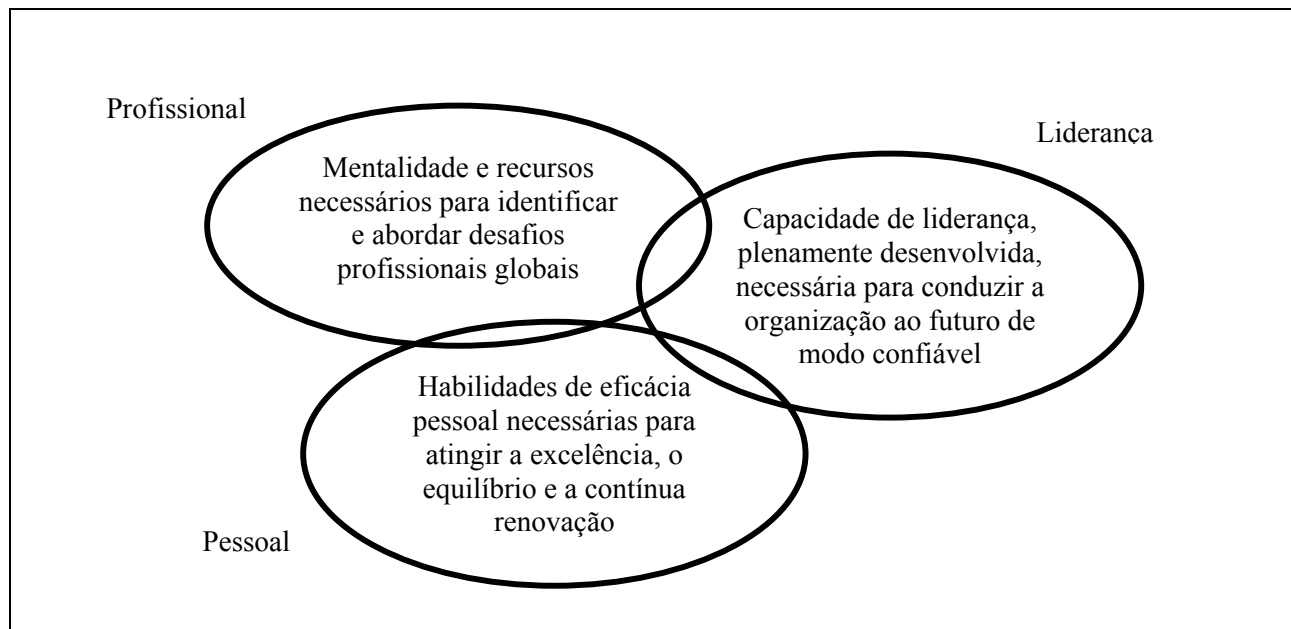 Profissional
Mentalidade e recursos
necessários para identificar
e abordar desafios
profissionais globais
Liderança
Capacidade de liderança,
plenamente desenvolvida,
necessária para conduzir a
organização ao futuro de
modo confiável
Habilidades de eficácia
pessoal necessárias para
atingir a excelência, o
equilíbrio e a contínua
renovação
Pessoal